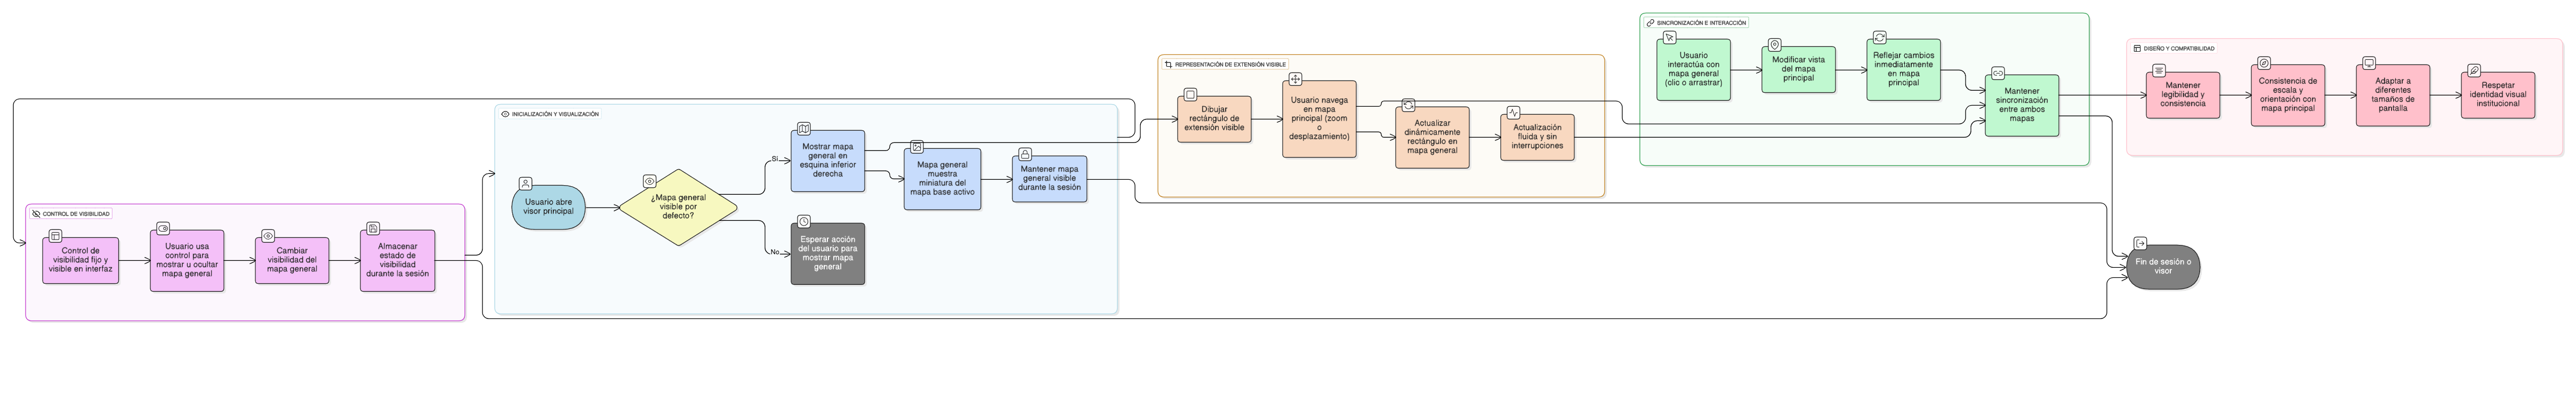 CONTROL DE VISIBILIDAD
Control de
visibilidad fijo y
visible en interfaz
Usuario usa
control para
mostrar u ocultar
mapa general
Cambiar
visibilidad del
mapa general
Almacenar
estado de
visibilidad
durante la sesión
INICIALIZACIÓN Y VISUALIZACIÓN
Usuario abre
visor principal
¿Mapa general
visible por
defecto?
Sí
No
Mostrar mapa
general en
esquina inferior
derecha
Esperar acción
del usuario para
mostrar mapa
general
Mapa general
muestra
miniatura del
mapa base activo
Mantener mapa
general visible
durante la sesión
REPRESENTACIÓN DE EXTENSIÓN VISIBLE
Dibujar
rectángulo de
extensión visible
Usuario navega
en mapa
principal (zoom
o
desplazamiento)
Actualizar
dinámicamente
rectángulo en
mapa general
Actualización
fluida y sin
interrupciones
SINCRONIZACIÓN E INTERACCIÓN
Usuario
interactúa con
mapa general
(clic o arrastrar)
Modificar vista
del mapa
principal
Reflejar cambios
inmediatamente
en mapa
principal
Mantener
sincronización
entre ambos
mapas
DISEÑO Y COMPATIBILIDAD
Mantener
legibilidad y
consistencia
Consistencia de
escala y
orientación con
mapa principal
Adaptar a
diferentes
tamaños de
pantalla
Respetar
identidad visual
institucional
Fin de sesión o
visor